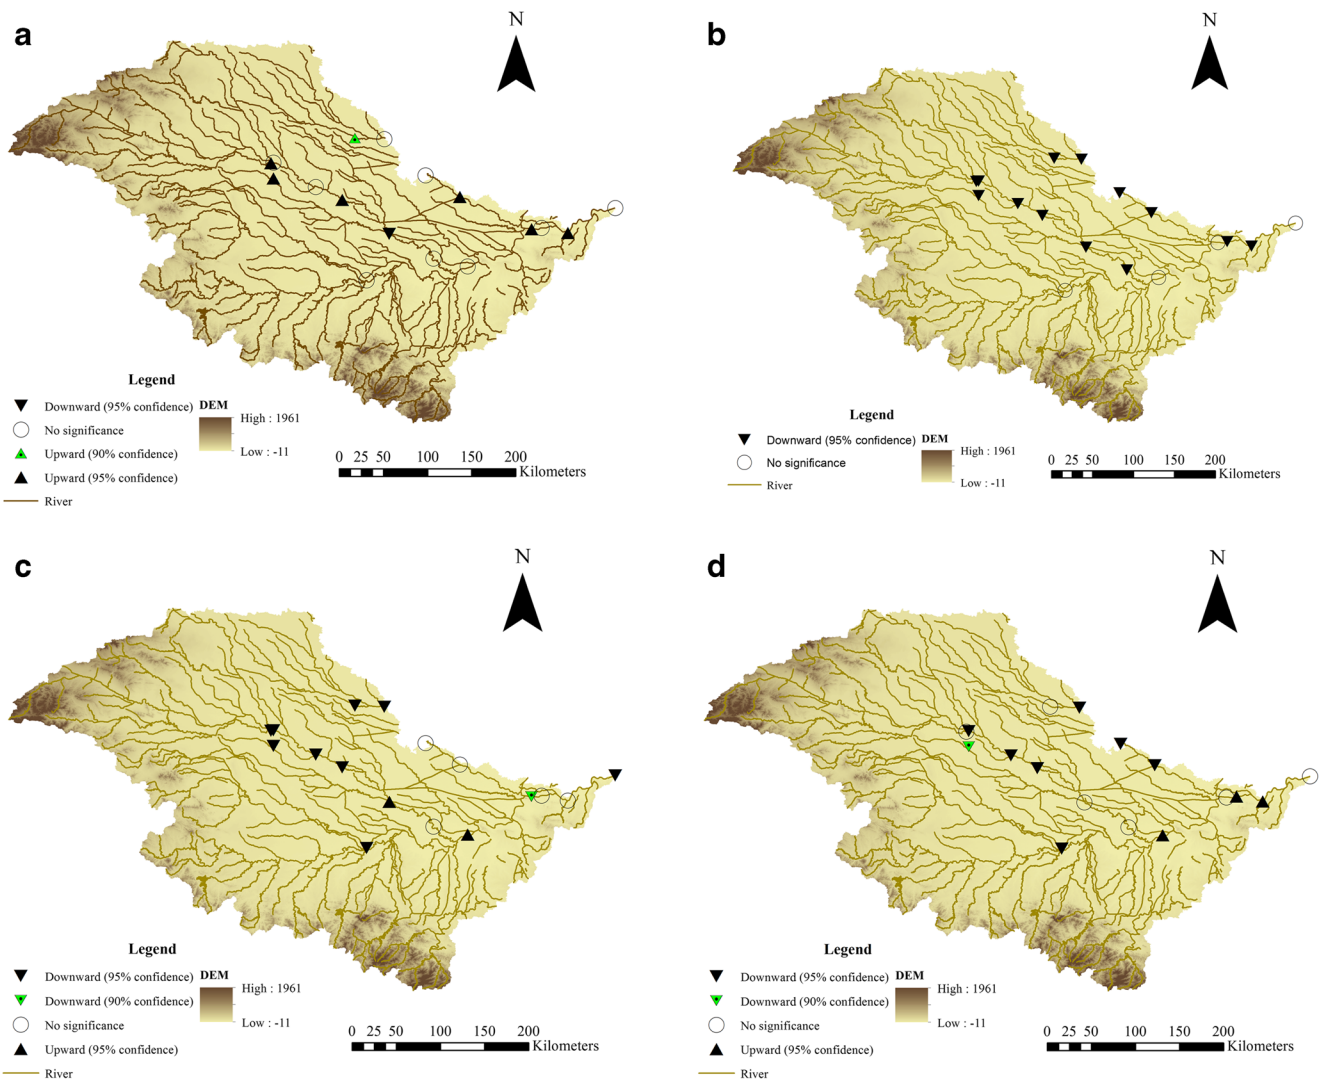 a
N
Legend
Downward (95% confidence)
No significance
Upward (90% confidence)
Upward (95% confidence)
River
DEM
High : 1961
Low : -11
0 25 50 100 150 200
Kilometers
b
N
Legend
Downward (95% confidence)
No significance
River
DEM
High : 1961
Low : -11
0 25 50 100 150 200
Kilometers
c
N
Legend
Downward (95% confidence)
Downward (90% confidence)
No significance
Upward (95% confidence)
River
DEM
High : 1961
Low : -11
0 25 50 100 150 200
Kilometers
d
N
Legend
Downward (95% confidence)
Downward (90% confidence)
No significance
Upward (95% confidence)
River
DEM
High : 1961
Low : -11
0 25 50 100 150 200
Kilometers